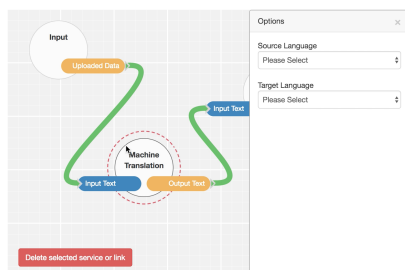 Input
Uploaded Data
Input Text
Machine
Translation
Input Text
Output Text
Delete selected service or link
Options
×
Source Language
Please Select
Target Language
Please Select